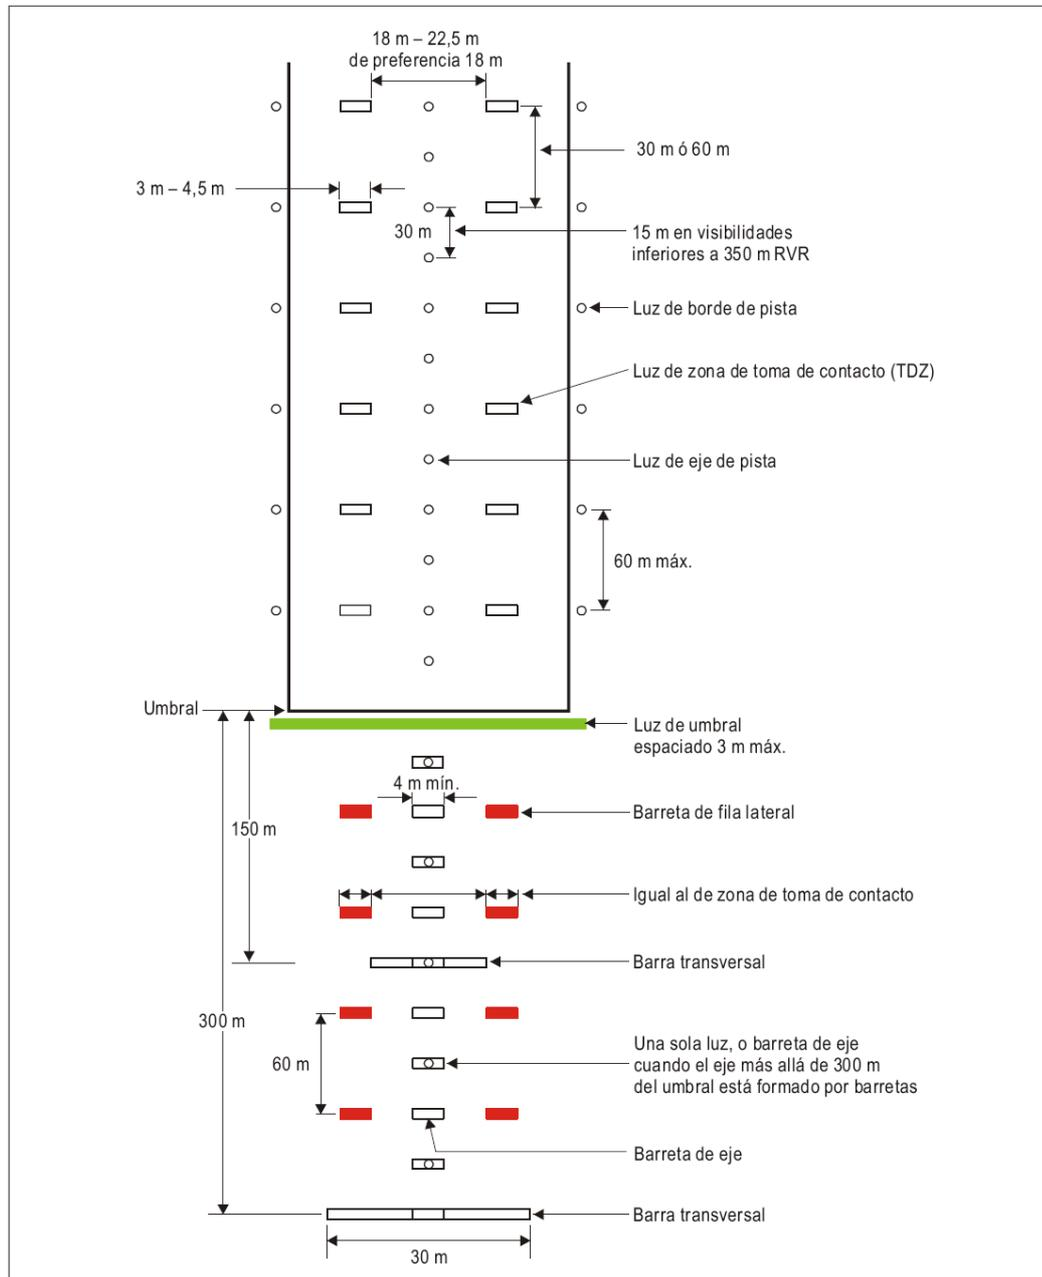 18 m – 22,5 m
de preferencia 18 m
30 m ó 60 m
3 m – 4,5 m
30 m
15 m en visibilidades
inferiores a 350 m RVR
Luz de borde de pista
Luz de zona de toma de contacto (TDZ)
Luz de eje de pista
60 m máx.
Umbral
Luz de umbral
espaciado 3 m máx.
4 m mín.
Barreta de fila lateral
150 m
Igual al de zona de toma de contacto
Barra transversal
300 m
Una sola luz, o barreta de eje
cuando el eje más allá de 300 m
del umbral está formado por barretas
60 m
Barreta de eje
Barra transversal
30 m